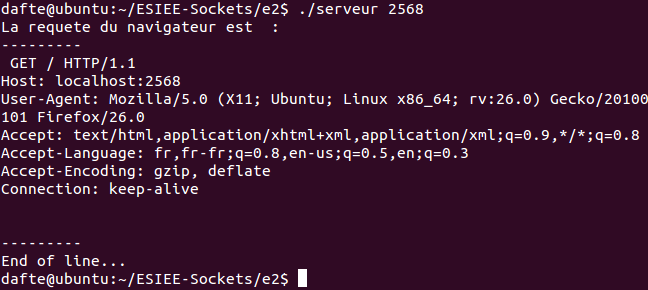 dafte@ubuntu:~/ESIEE-Sockets/e2$ ./serveur 2568
La requete du navigateur est  :
---------
 GET / HTTP/1.1
Host: localhost:2568
User-Agent: Mozilla/5.0 (X11; Ubuntu; Linux x86_64; rv:26.0) Gecko/20100
101 Firefox/26.0
Accept: text/html,application/xhtml+xml,application/xml;q=0.9,*/*;q=0.8
Accept-Language: fr,fr-fr;q=0.8,en-us;q=0.5,en;q=0.3
Accept-Encoding: gzip, deflate
Connection: keep-alive
---------
End of line...
dafte@ubuntu:~/ESIEE-Sockets/e2$